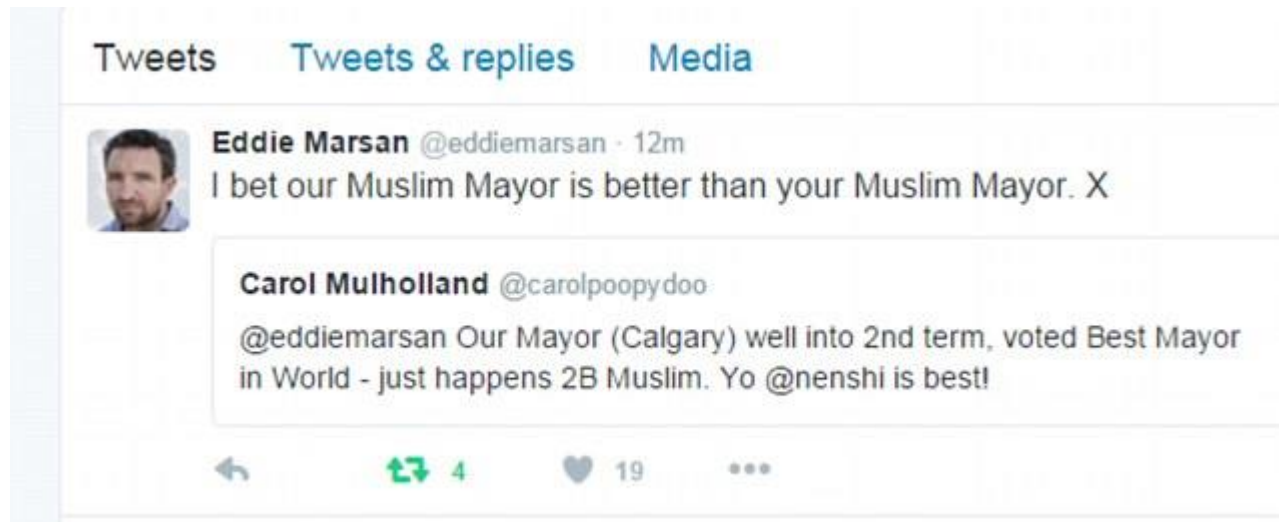 Tweets Tweets & replies Media
Eddie Marsan @eddiemarsan · 12m
I bet our Muslim Mayor is better than your Muslim Mayor. X
Carol Mulholland @carolpoopydoo
@eddiemarsan Our Mayor (Calgary) well into 2nd term, voted Best Mayor
in World - just happens 2B Muslim. Yo @nenshi is best!
4 19